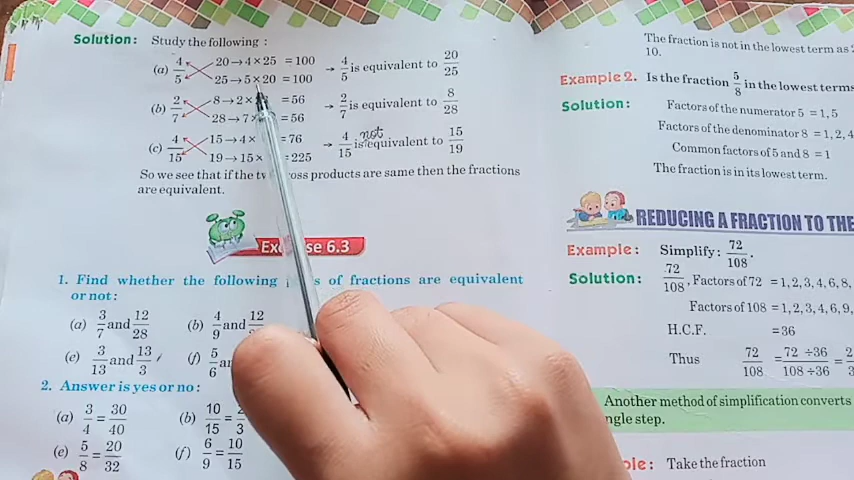 Solution: Study the following :
(a) 4/5 20→4×25 =100 → 4/5 is equivalent to 20/25
25→5×20 =100
(b) 2/7 8→2× =56 → 2/7 is equivalent to 8/28
28→7× =56
(c) 4/15 15→4× =76 → 4/15 is not equivalent to 15/19
19→15× =225
So we see that if the cross products are same then the fractions
are equivalent.
Exercise 6.3
1. Find whether the following of fractions are equivalent
or not:
(a) 3/7 and 12/28 (b) 4/9 and 12
(e) 3/13 and 13/3 (f) 5/6
2. Answer is yes or no:
(a) 3/4 = 30/40 (b) 10/15 = /3
(e) 5/8 = 20/32 (f) 6/9 = 10/15
The fraction is not in the lowest term as
10.
Example 2. Is the fraction 5/8 in the lowest terms
Solution: Factors of the numerator 5 = 1, 5
Factors of the denominator 8 = 1, 2, 4
Common factors of 5 and 8 = 1
The fraction is in its lowest term.
REDUCING A FRACTION TO THE
Example: Simplify: 72/108.
Solution: 72/108, Factors of 72 = 1, 2, 3, 4, 6, 8,
Factors of 108 = 1, 2, 3, 4, 6, 9,
H.C.F. =36
Thus 72/108 = 72 ÷36/108 ÷36 = 2/3
Another method of simplification converts
ngle step.
ple: Take the fraction